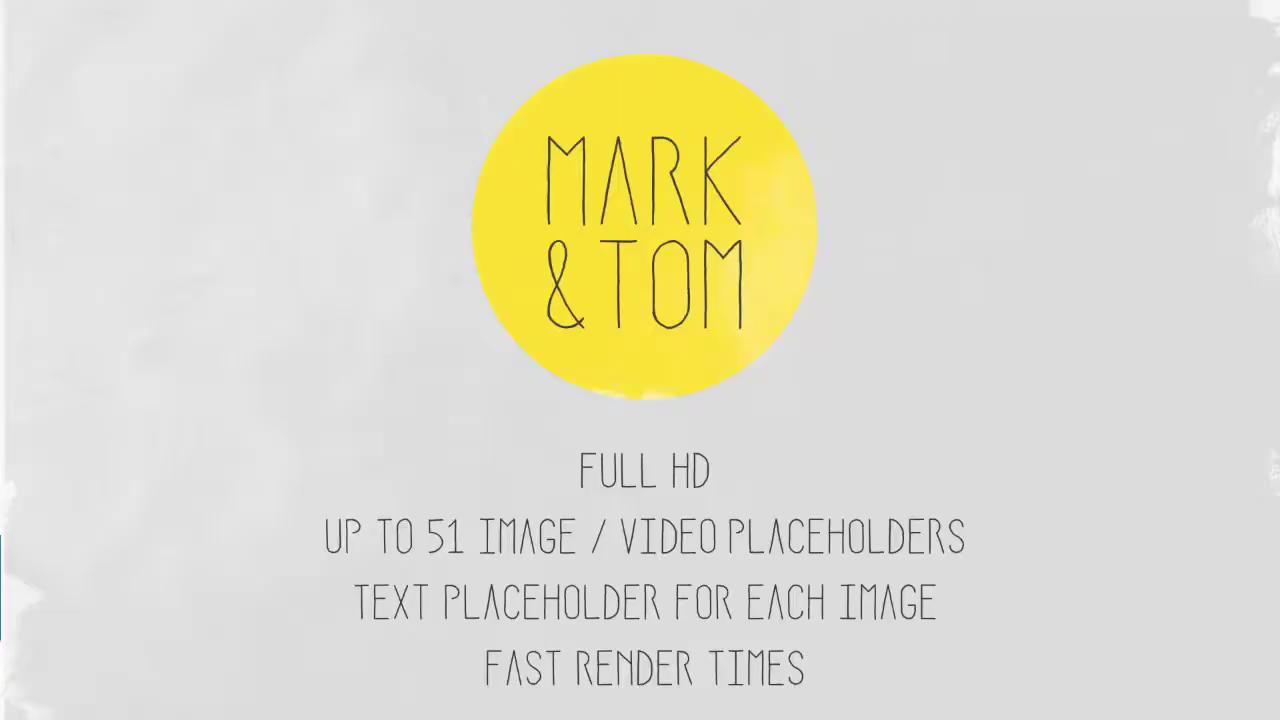 MARK
& TOM
FULL HD
UP TO 51 IMAGE / VIDEO PLACEHOLDERS
TEXT PLACEHOLDER FOR EACH IMAGE
FAST RENDER TIMES